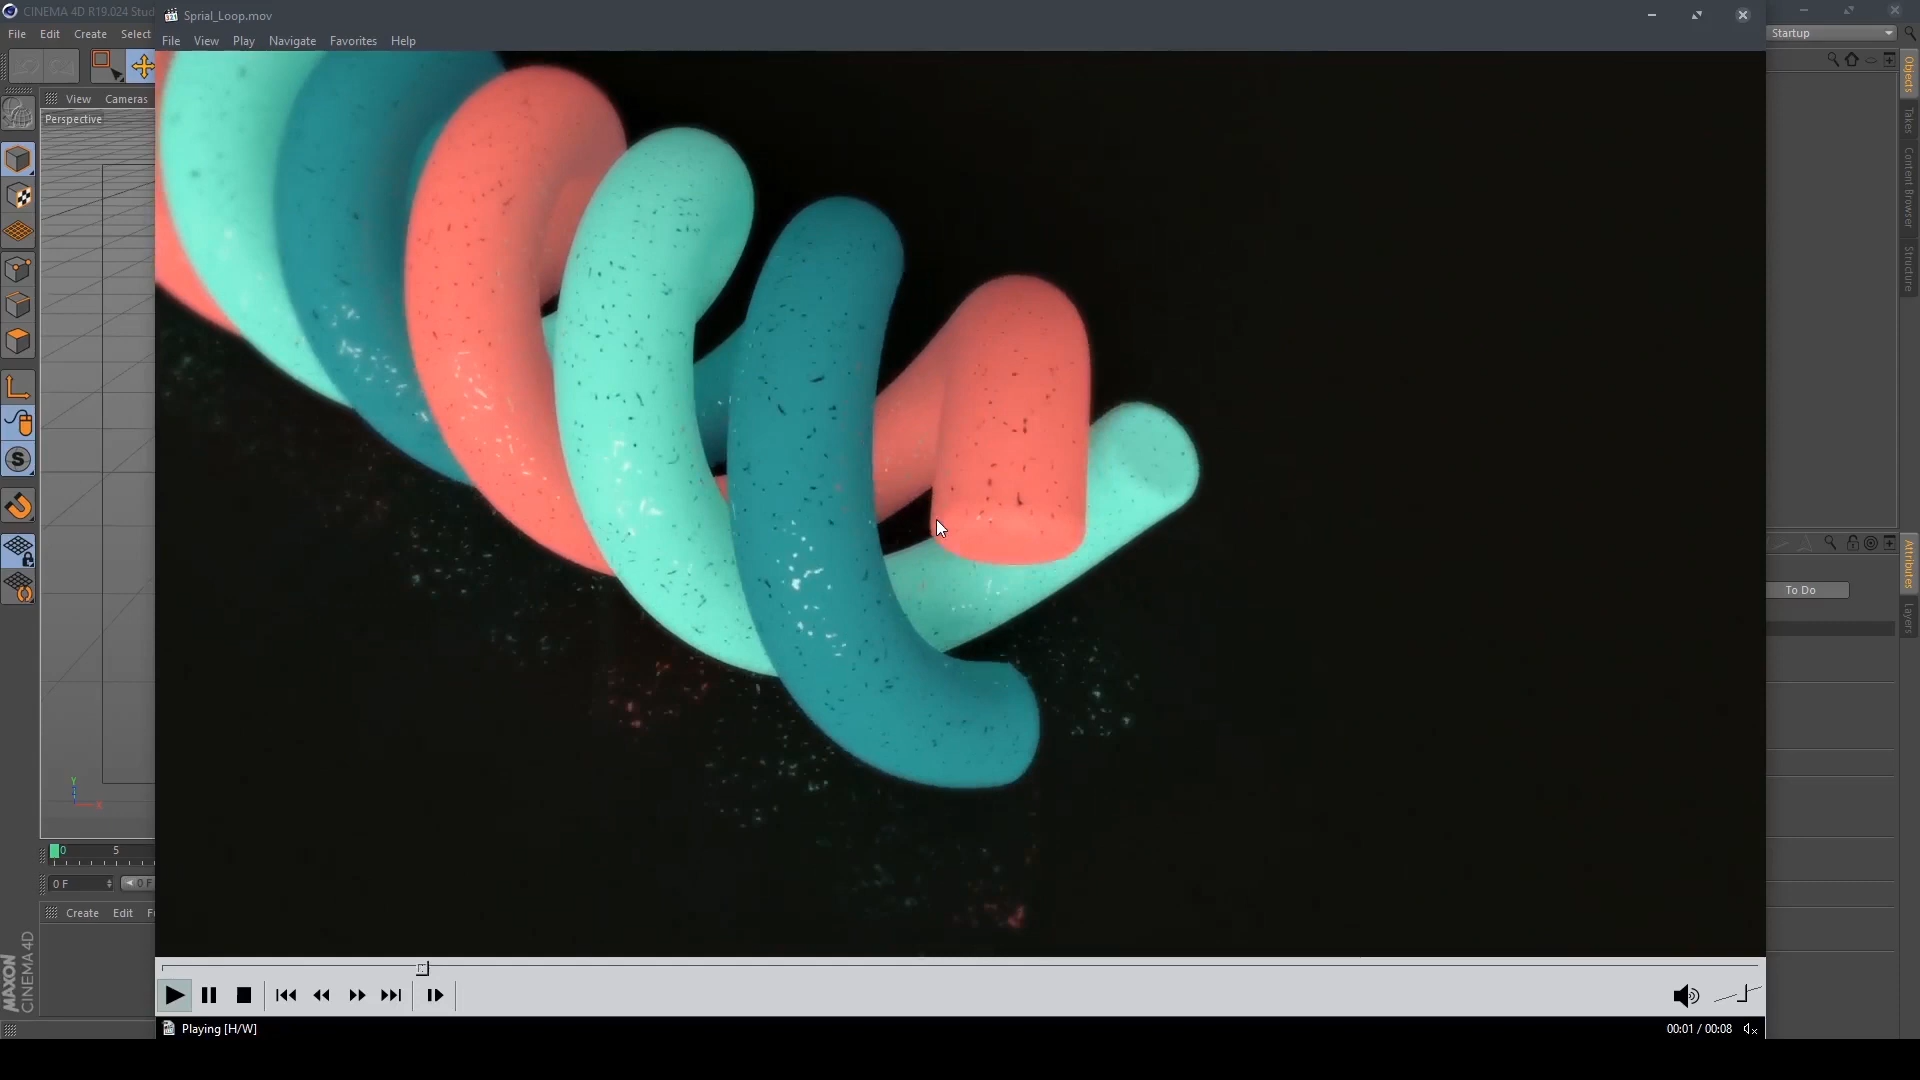 CINEMA 4D R19.024 Stud
Sprial_Loop.mov
File Edit Create Select
File View Play Navigate Favorites Help
Startup
View Cameras
Perspective
Objects
Takes
Content Browser
Structure
Attributes
Layers
To Do
Y
X
0 5
0 F
0 F
Create Edit Fu
MAXON
CINEMA 4D
Playing [H/W]
00:01 / 00:08